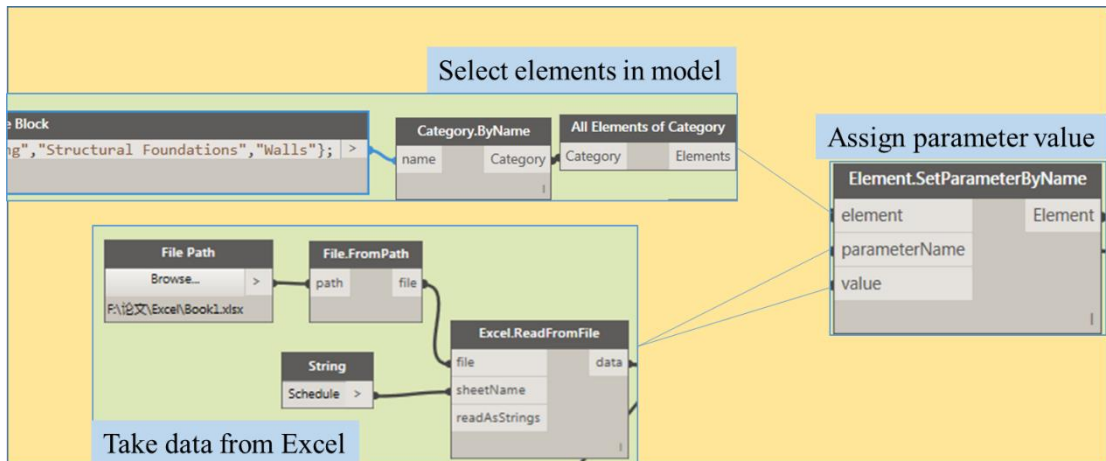 Select elements in model
e Block
ng","Structural Foundations","Walls"}; >
Category.ByName
name Category
All Elements of Category
Category Elements
Assign parameter value
Element.SetParameterByName
element Element
parameterName
value
File Path
Browse... >
F:\论文\Excel\Book1.xlsx
File.FromPath
path file
String
Schedule >
Excel.ReadFromFile
file data
sheetName
readAsStrings
Take data from Excel